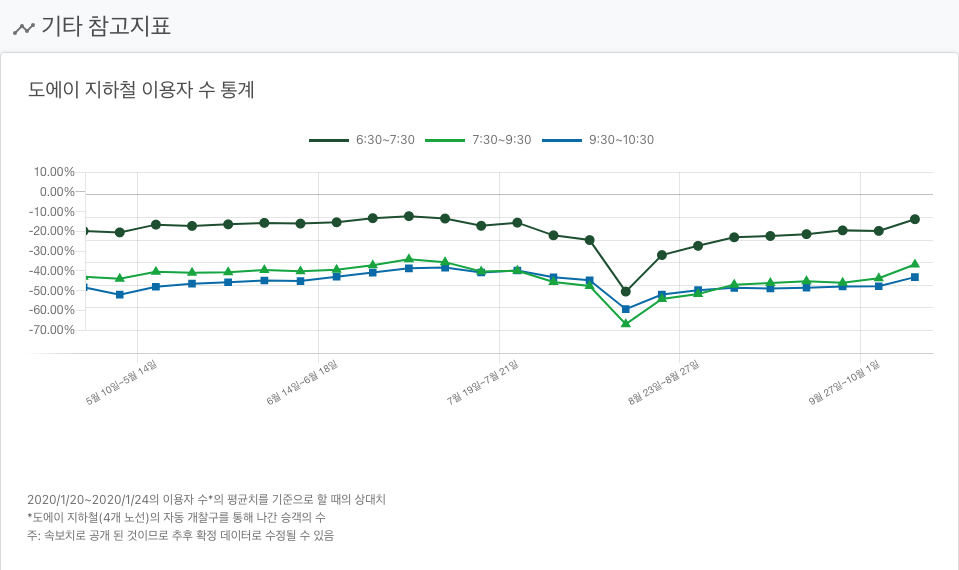 기타 참고지표
도에이 지하철 이용자 수 통계
6:30~7:30 7:30~9:30 9:30~10:30
10.00%
0.00%
-10.00%
-20.00%
-30.00%
-40.00%
-50.00%
-60.00%
-70.00%
5월 10일~5월 14일 6월 14일~6월 18일 7월 19일~7월 21일 8월 23일~8월 27일 9월 27일~10월 1일
2020/1/20~2020/1/24의 이용자 수*의 평균치를 기준으로 할 때의 상대치
*도에이 지하철(4개 노선)의 자동 개찰구를 통해 나간 승객의 수
주: 속보치로 공개 된 것이므로 추후 확정 데이터로 수정될 수 있음